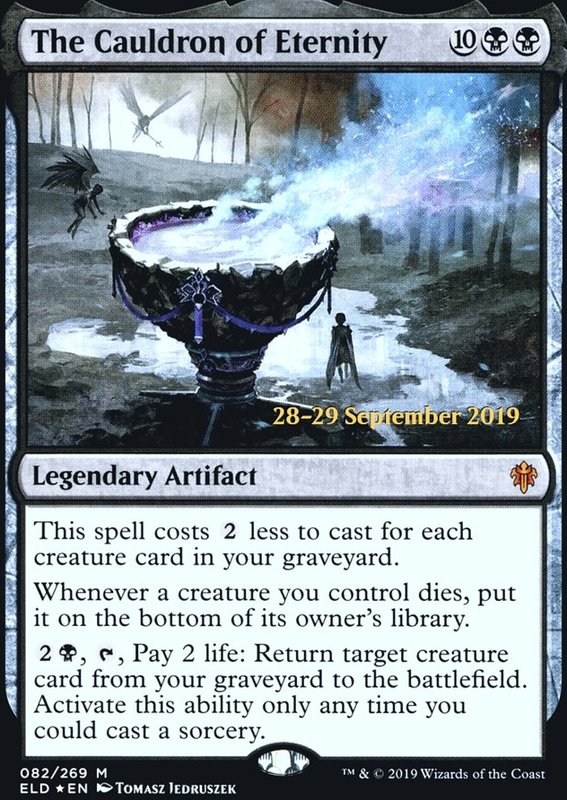 The Cauldron of Eternity 10
28–29 September 2019
Legendary Artifact
This spell costs 2 less to cast for each
creature card in your graveyard.
Whenever a creature you control dies, put
it on the bottom of its owner's library.
2 , , Pay 2 life: Return target creature
card from your graveyard to the battlefield.
Activate this ability only any time you
could cast a sorcery.
082/269 M
ELD ★ EN Tomasz Jedruszek
™ & © 2019 Wizards of the Coast